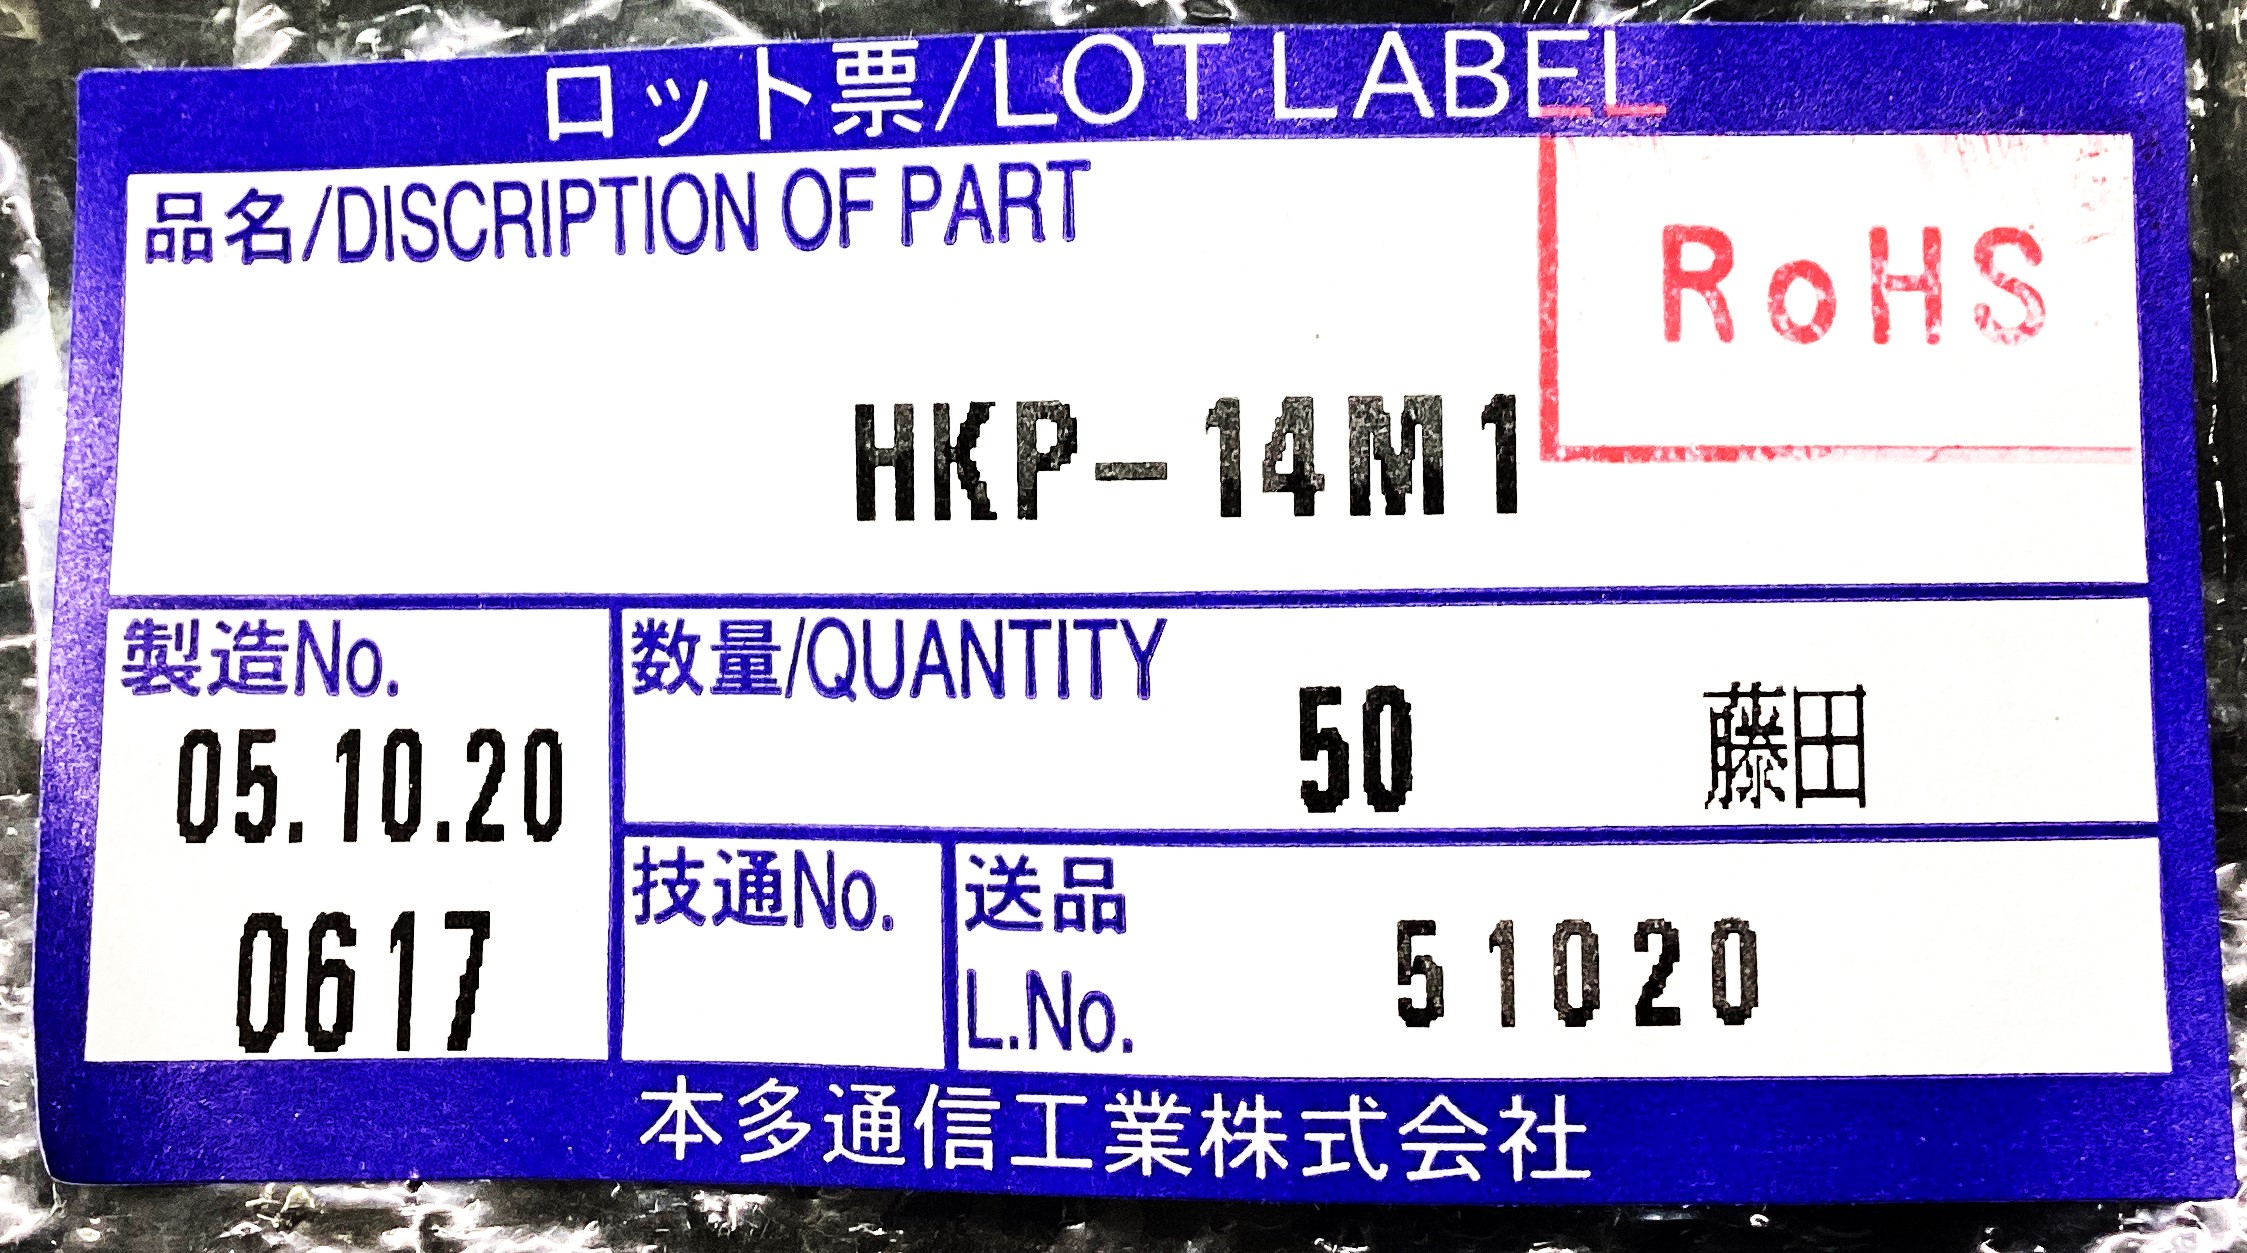 ロット票/LOT LABEL
品名/DISCRIPTION OF PART
RoHS
HKP-14M1
製造No.
05.10.20
0617
数量/QUANTITY
50 藤田
技通No.
送品
L.No.
51020
本多通信工業株式会社